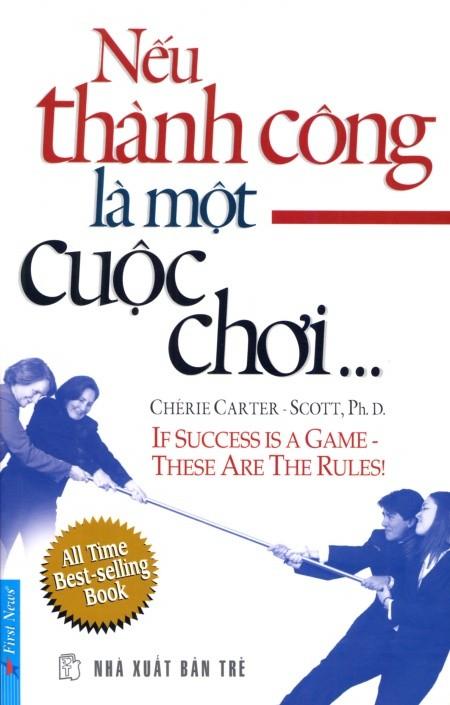 Nếu
thành công
là một
cuộc
chơi...
CHÉRIE CARTER - SCOTT, Ph. D.
IF SUCCESS IS A GAME -
THESE ARE THE RULES!
All Time
Best-selling
Book
First News
NHÀ XUẤT BẢN TRẺ